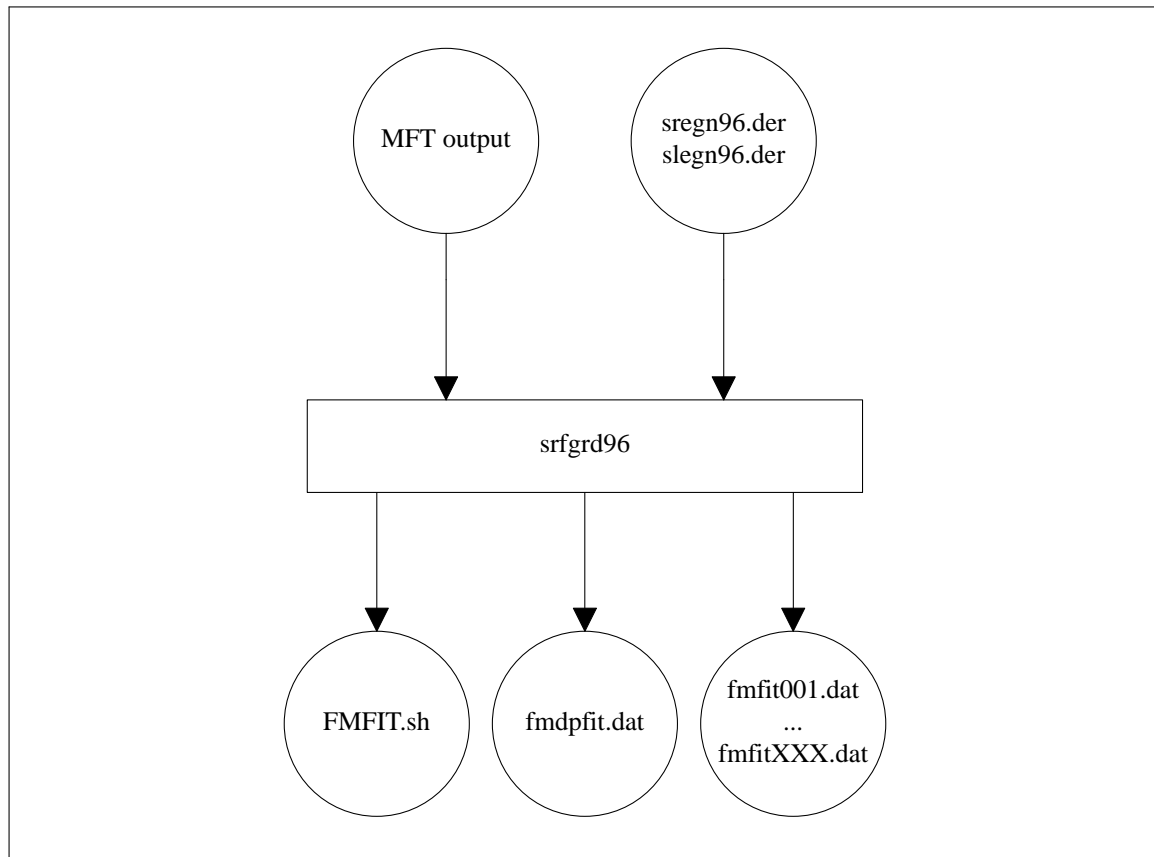 MFT output
sregn96.der
slegn96.der
srfgrd96
FMFIT.sh
fmdpfit.dat
fmfit001.dat
...
fmfitXXX.dat